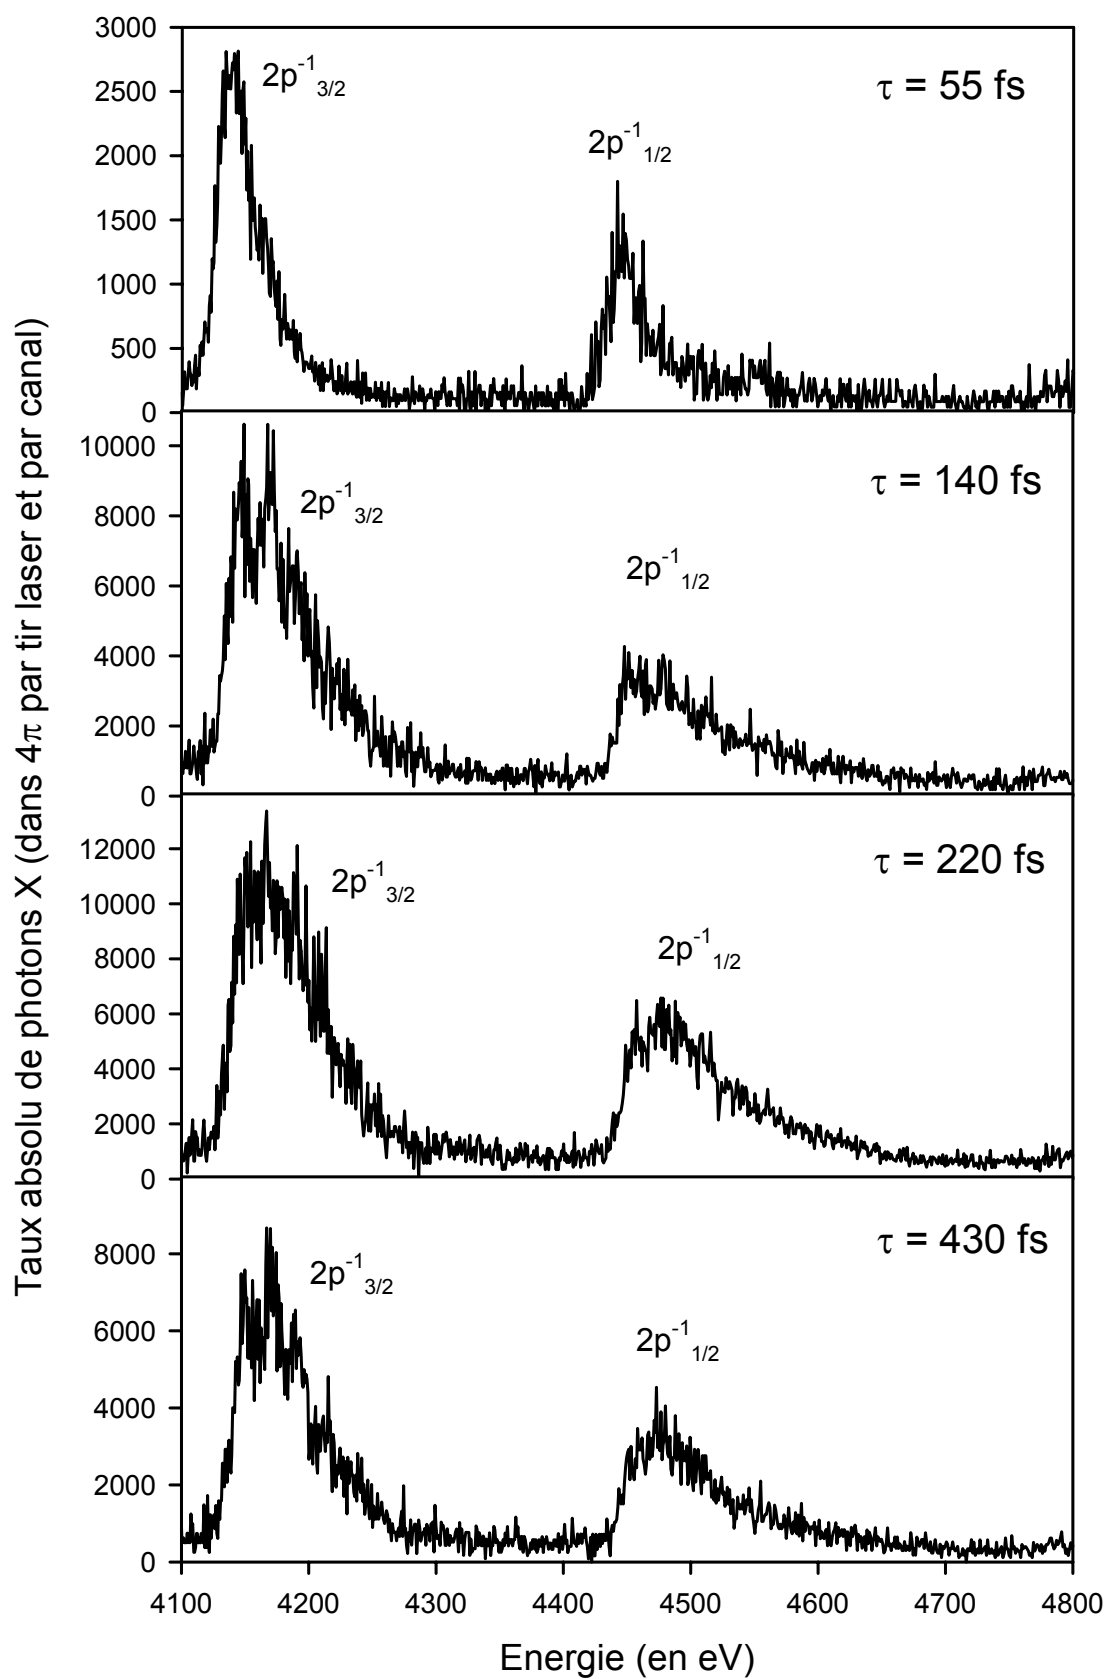 Taux absolu de photons X (dans 4π par tir laser et par canal)
3000
2500
2000
1500
1000
500
0
2p⁻¹₃/₂
2p⁻¹₁/₂
τ = 55 fs
10000
8000
6000
4000
2000
0
2p⁻¹₃/₂
2p⁻¹₁/₂
τ = 140 fs
12000
10000
8000
6000
4000
2000
0
2p⁻¹₃/₂
2p⁻¹₁/₂
τ = 220 fs
8000
6000
4000
2000
0
2p⁻¹₃/₂
2p⁻¹₁/₂
τ = 430 fs
4100 4200 4300 4400 4500 4600 4700 4800
Energie (en eV)